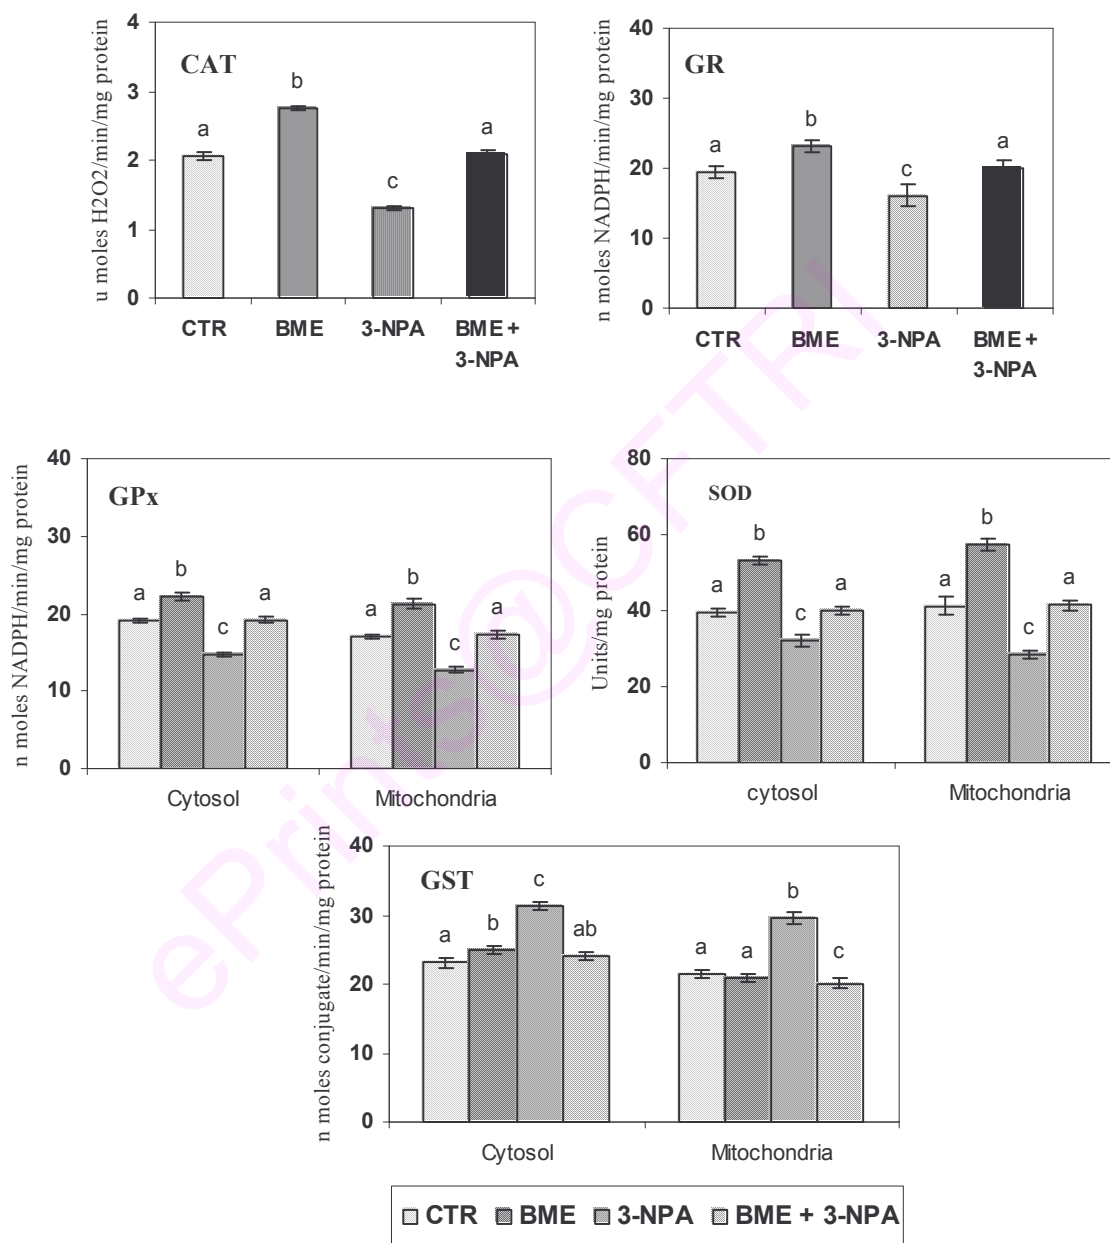 CAT
u moles H2O2/min/mg protein
4
3
2
1
0
a
b
c
a
CTR BME 3-NPA BME +
3-NPA
GR
n moles NADPH/min/mg protein
40
30
20
10
0
a
b
c
a
CTR BME 3-NPA BME +
3-NPA
GPx
n moles NADPH/min/mg protein
40
30
20
10
0
a b c a
a b c a
Cytosol Mitochondria
SOD
Units/mg protein
80
60
40
20
0
a b c a
a b c a
cytosol Mitochondria
GST
n moles conjugate/min/mg protein
40
30
20
10
0
a b c ab
a a b c
Cytosol Mitochondria
CTR BME 3-NPA BME + 3-NPA
ePrints@CFTRI